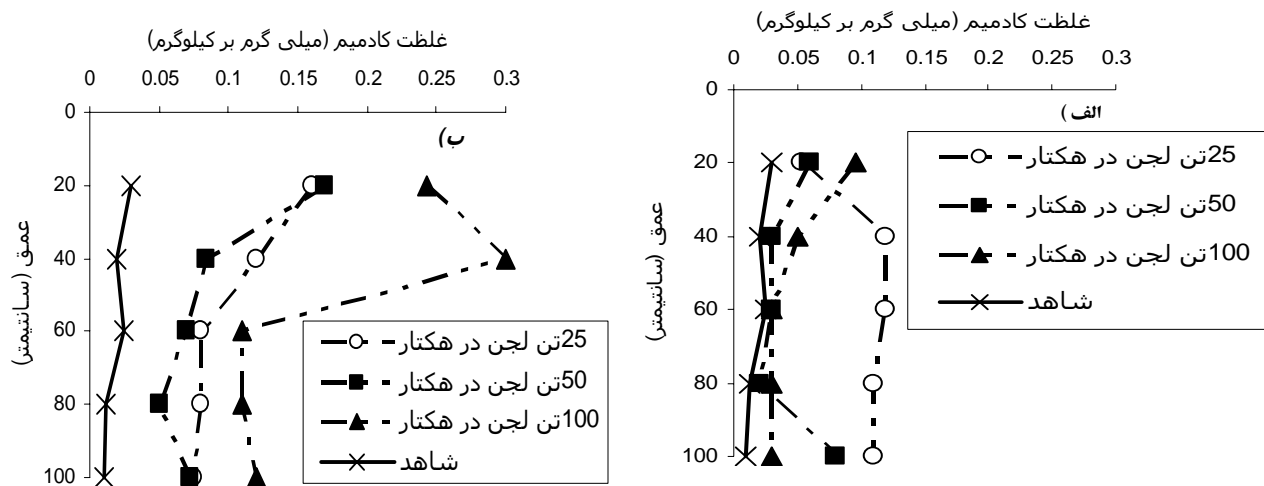 غلظت کادمیم (میلی گرم بر کیلوگرم)
0 0.05 0.1 0.15 0.2 0.25 0.3
0
20
40
60
80
100
عمق (سانتیمتر)
الف)
25تن لجن در هکتار
50تن لجن در هکتار
100تن لجن در هکتار
شاهد
غلظت کادمیم (میلی گرم بر کیلوگرم)
0 0.05 0.1 0.15 0.2 0.25 0.3
0
20
40
60
80
100
عمق (سانتیمتر)
ب)
25تن لجن در هکتار
50تن لجن در هکتار
100تن لجن در هکتار
شاهد